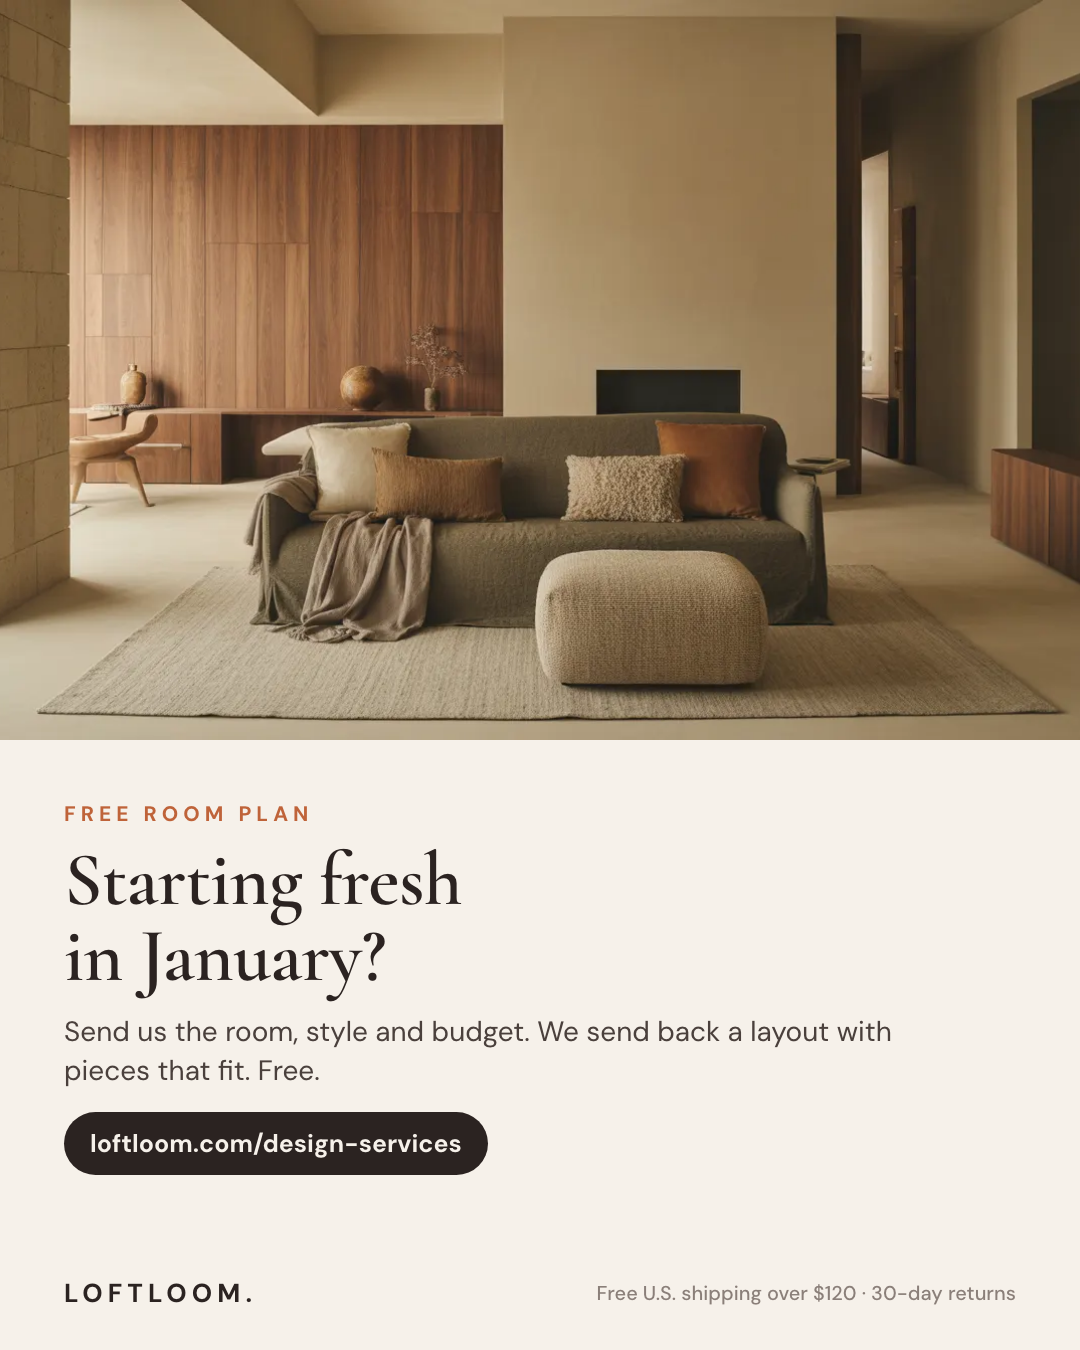 FREE ROOM PLAN
Starting fresh
in January?
Send us the room, style and budget. We send back a layout with
pieces that fit. Free.
loftloom.com/design-services
LOFTLOOM.
Free U.S. shipping over $120 · 30-day returns